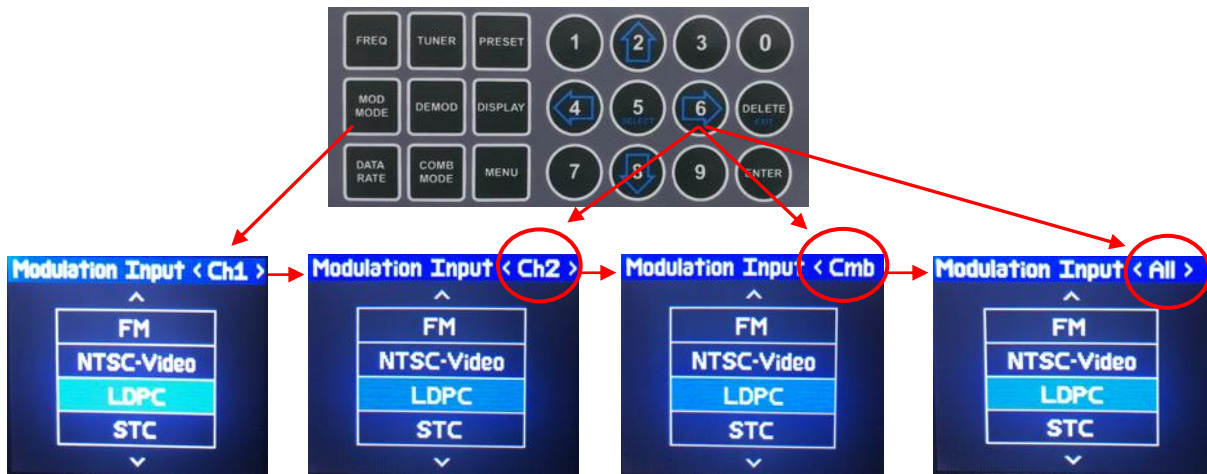 FREQ TUNER PRESET 1 2 3 0
MOD MODE DEMOD DISPLAY 4 5 SELECT 6 DELETE EXIT
DATA RATE COMB MODE MENU 7 8 9 ENTER
Modulation Input < Ch1 >
FM
NTSC-Video
LDPC
STC
Modulation Input < Ch2 >
FM
NTSC-Video
LDPC
STC
Modulation Input < Cmb
FM
NTSC-Video
LDPC
STC
Modulation Input < All >
FM
NTSC-Video
LDPC
STC